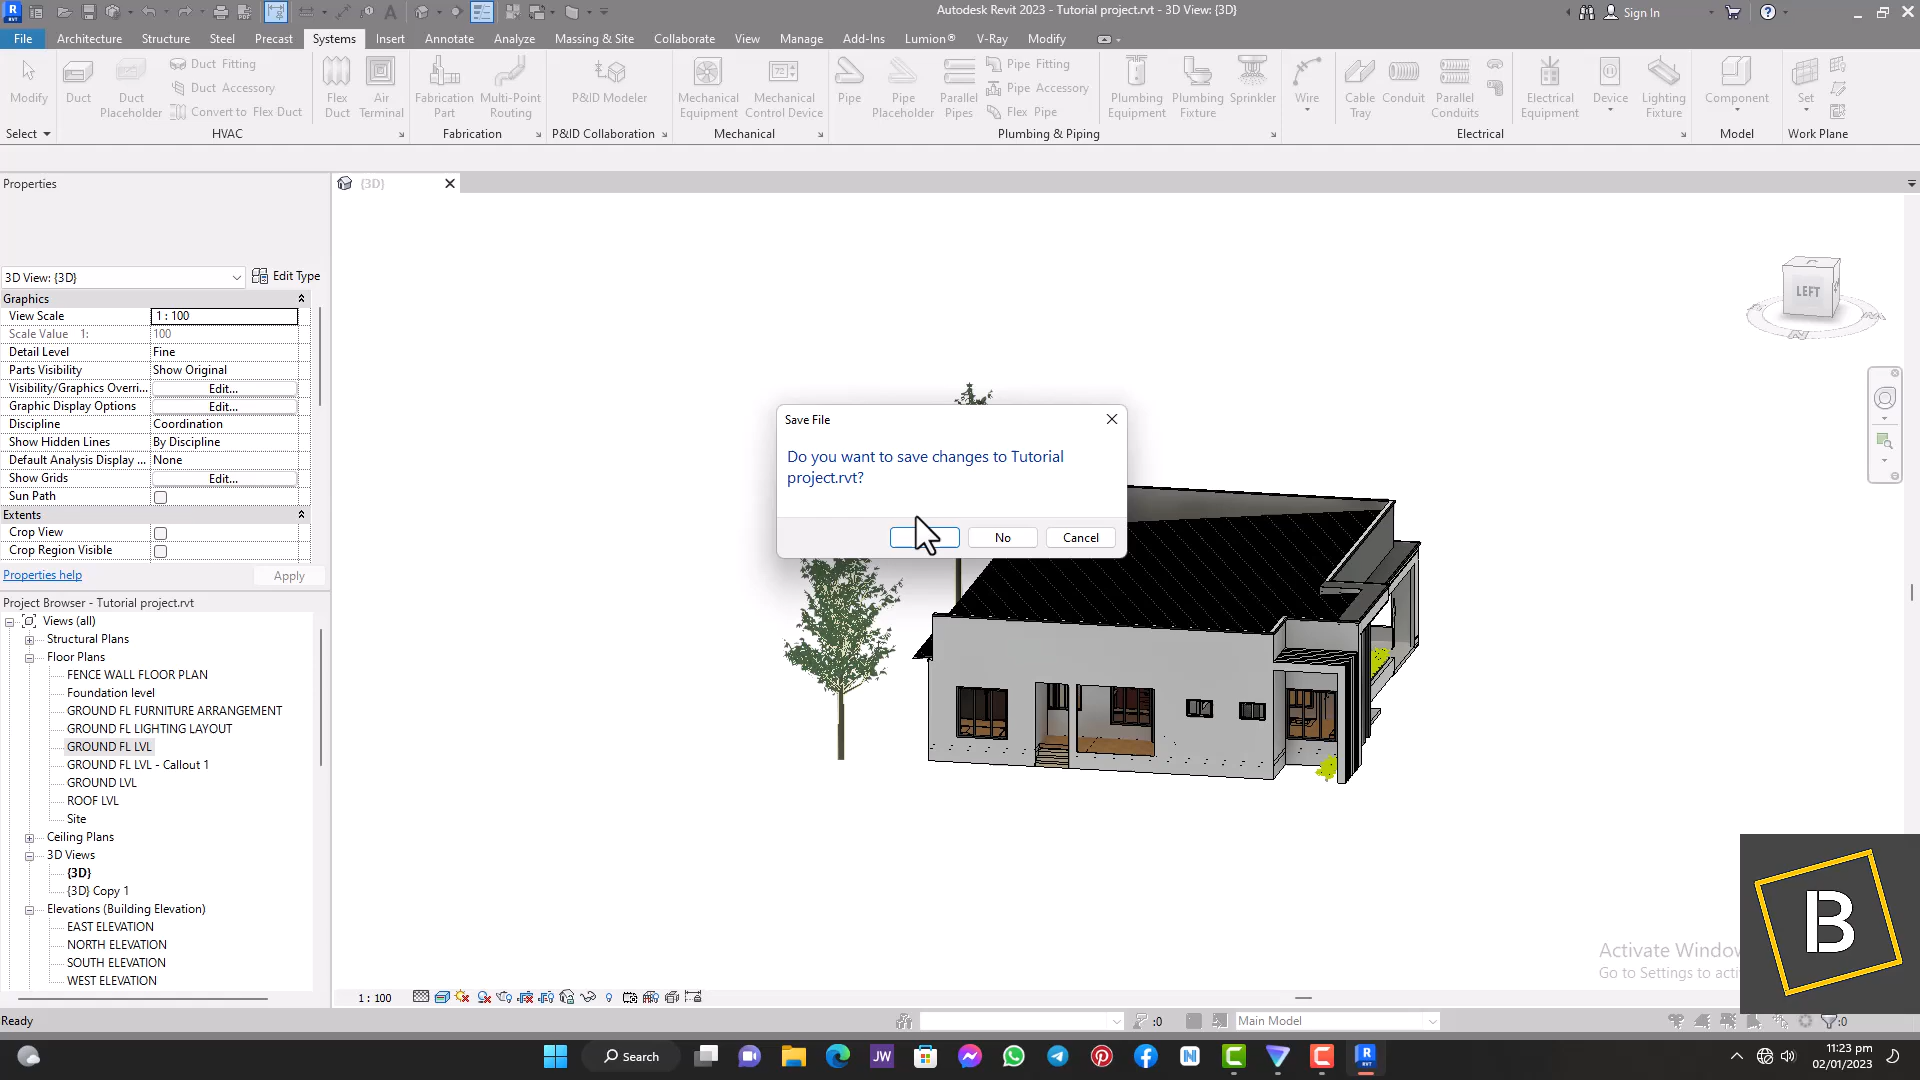 Autodesk Revit 2023 - Tutorial project.rvt - 3D View: {3D}
Sign In
File Architecture Structure Steel Precast Systems Insert Annotate Analyze Massing & Site Collaborate View Manage Add-Ins Lumion® V-Ray Modify
Modify
Duct
Duct Placeholder
Duct Fitting
Duct Accessory
Convert to Flex Duct
Flex Duct
Air Terminal
Fabrication Part
Multi-Point Routing
P&ID Modeler
Mechanical Equipment
Mechanical Control Device
Pipe
Pipe Placeholder
Parallel Pipes
Pipe Fitting
Pipe Accessory
Flex Pipe
Plumbing Equipment
Plumbing Fixture
Sprinkler
Wire
Cable Tray
Conduit
Parallel Conduits
Electrical Equipment
Device
Lighting Fixture
Component
Set
Select HVAC Fabrication P&ID Collaboration Mechanical Plumbing & Piping Electrical Model Work Plane
Properties
{3D}
3D View: {3D}
Edit Type
Graphics
View Scale 1 : 100
Scale Value 1: 100
Detail Level Fine
Parts Visibility Show Original
Visibility/Graphics Overri... Edit...
Graphic Display Options Edit...
Discipline Coordination
Show Hidden Lines By Discipline
Default Analysis Display ... None
Show Grids Edit...
Sun Path
Extents
Crop View
Crop Region Visible
Properties help
Apply
LEFT
Save File
Do you want to save changes to Tutorial
project.rvt?
No Cancel
Project Browser - Tutorial project.rvt
Views (all)
Structural Plans
Floor Plans
FENCE WALL FLOOR PLAN
Foundation level
GROUND FL FURNITURE ARRANGEMENT
GROUND FL LIGHTING LAYOUT
GROUND FL LVL
GROUND FL LVL - Callout 1
GROUND LVL
ROOF LVL
Site
Ceiling Plans
3D Views
{3D}
{3D} Copy 1
Elevations (Building Elevation)
EAST ELEVATION
NORTH ELEVATION
SOUTH ELEVATION
WEST ELEVATION
Activate Window
Go to Settings to acti
B
1 : 100
Ready
:0
Main Model
:0
Search
JW
11:23 pm
02/01/2023